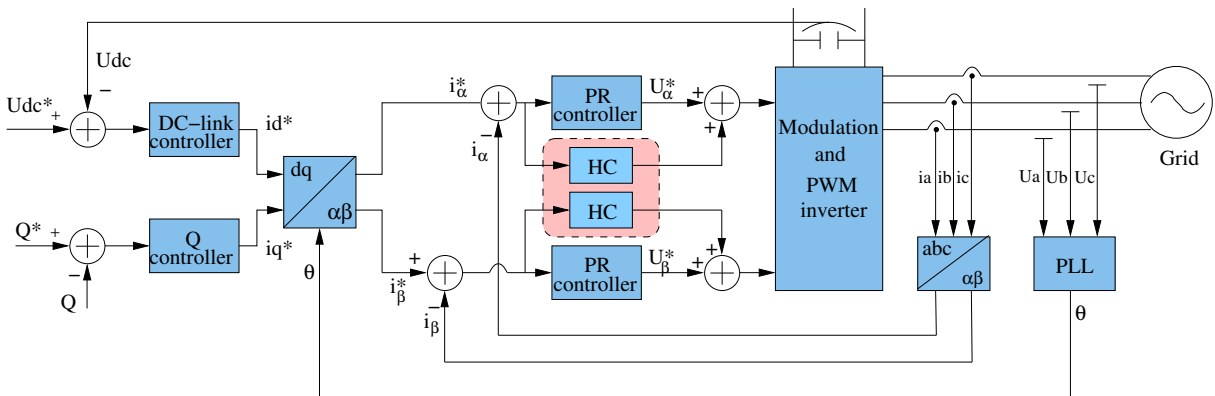 Udc
Udc*
+
−
DC−link
controller
id*
Q*
+
−
Q
Q
controller
iq*
dq
αβ
θ
i*α
−
iα
PR
controller
U*α
+
+
HC
HC
+
i*β
−
iβ
PR
controller
U*β
+
+
Modulation
and
PWM
inverter
ia
ib
ic
Ua
Ub
Uc
Grid
abc
αβ
PLL
θ